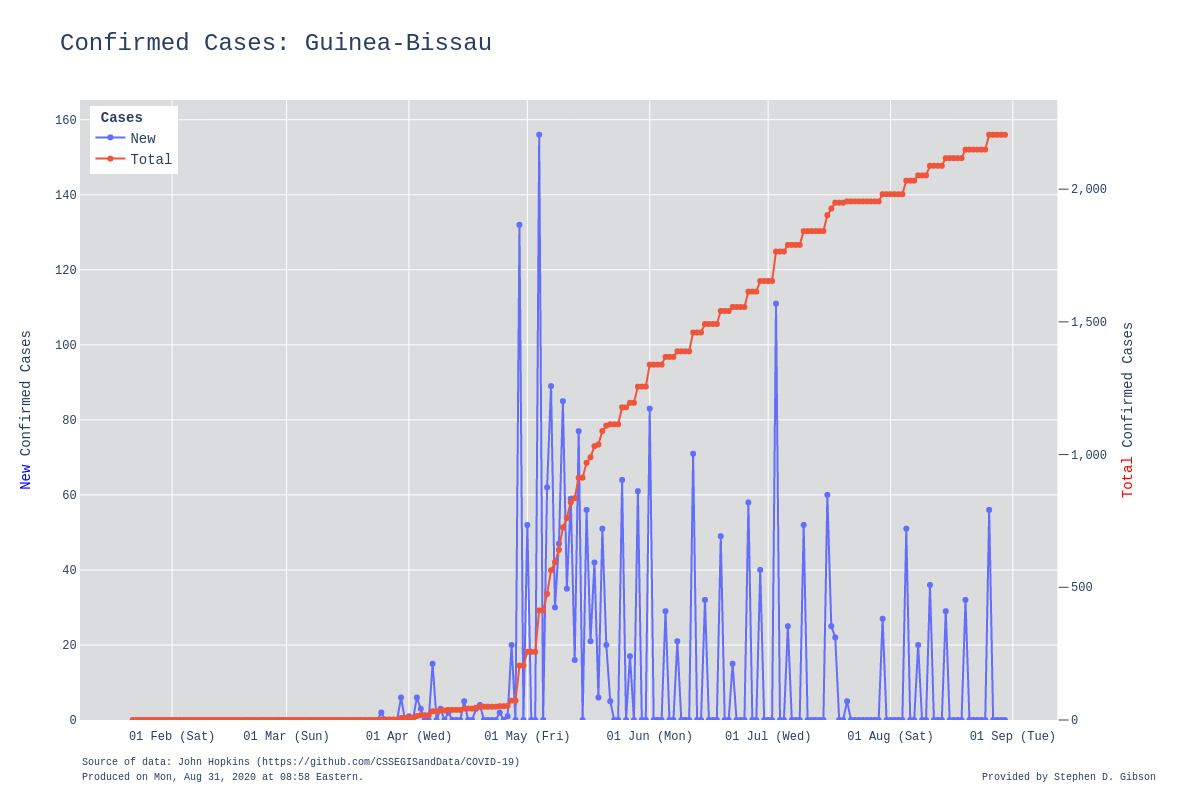 Confirmed Cases: Guinea-Bissau
Cases
New
Total
160
140
120
100
80
60
40
20
0
2,000
1,500
1,000
500
0
New Confirmed Cases
Total Confirmed Cases
01 Feb (Sat) 01 Mar (Sun) 01 Apr (Wed) 01 May (Fri) 01 Jun (Mon) 01 Jul (Wed) 01 Aug (Sat) 01 Sep (Tue)
Source of data: John Hopkins (https://github.com/CSSEGISandData/COVID-19)
Produced on Mon, Aug 31, 2020 at 08:58 Eastern.
Provided by Stephen D. Gibson